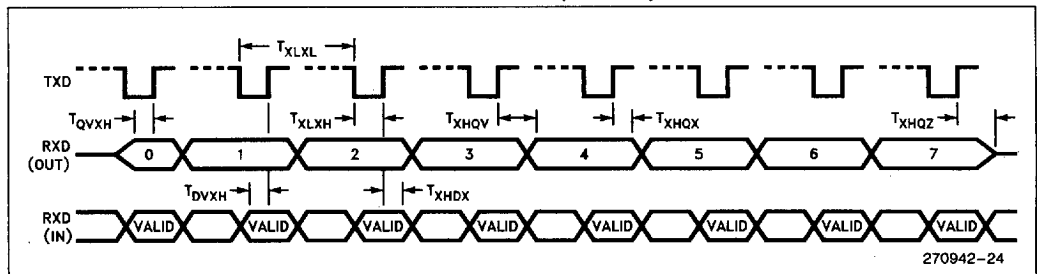 T_XLXL
TXD
T_QVXH T_XLXH T_XHQV T_XHQX T_XHQZ
RXD
(OUT)
0 1 2 3 4 5 6 7
T_DVXH T_XHDX
RXD
(IN)
VALID VALID VALID VALID VALID VALID VALID VALID
270942-24